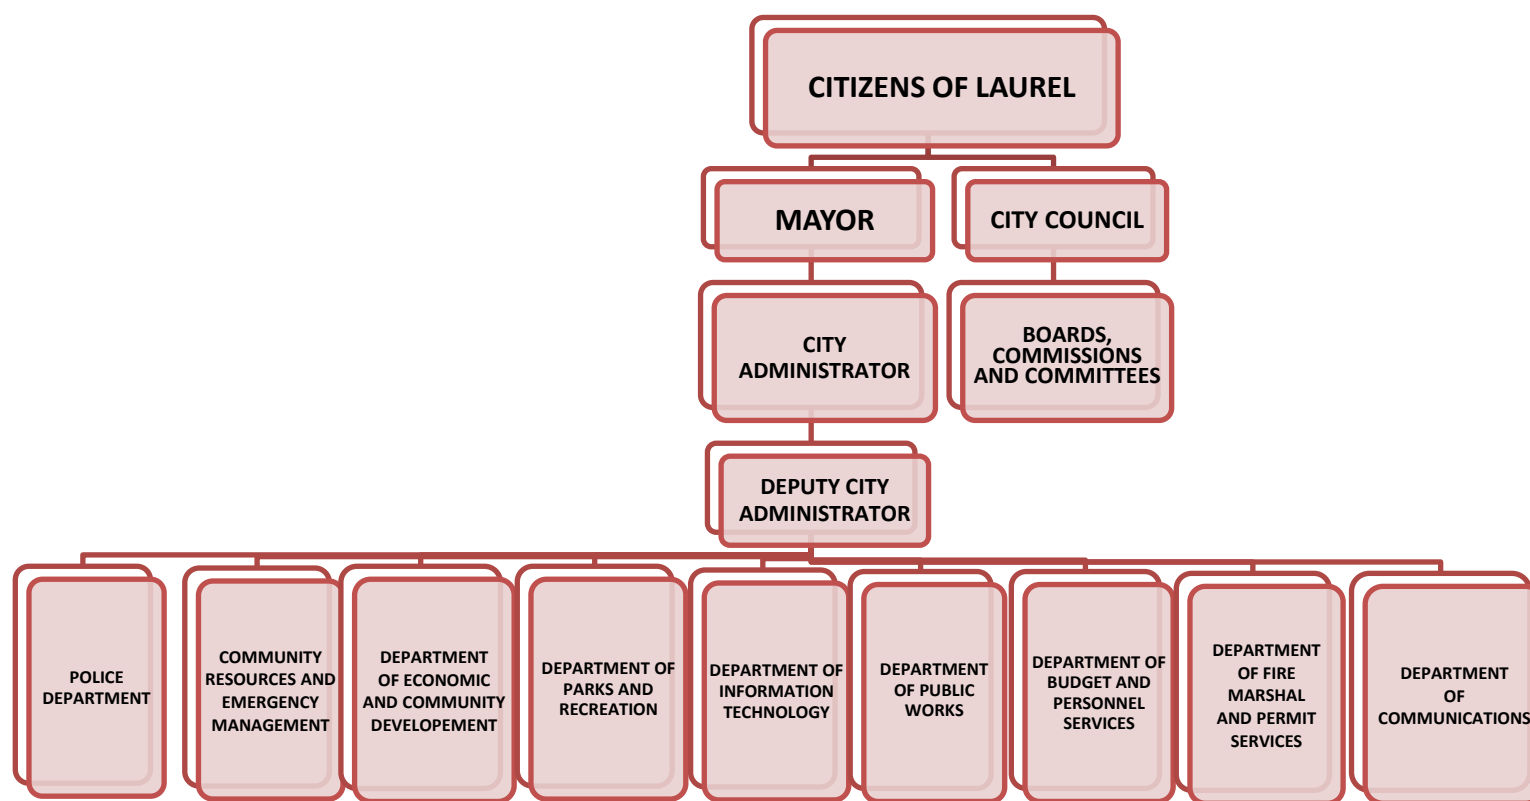 CITIZENS OF LAUREL
MAYOR
CITY COUNCIL
CITY
ADMINISTRATOR
BOARDS,
COMMISSIONS
AND COMMITTEES
DEPUTY CITY
ADMINISTRATOR
POLICE
DEPARTMENT
COMMUNITY
RESOURCES AND
EMERGENCY
MANAGEMENT
DEPARTMENT
OF ECONOMIC
AND COMMUNITY
DEVELOPEMENT
DEPARTMENT OF
PARKS AND
RECREATION
DEPARTMENT OF
INFORMATION
TECHNOLOGY
DEPARTMENT
OF PUBLIC
WORKS
DEPARTMENT OF
BUDGET AND
PERSONNEL
SERVICES
DEPARTMENT
OF FIRE
MARSHAL
AND PERMIT
SERVICES
DEPARTMENT
OF
COMMUNICATIONS